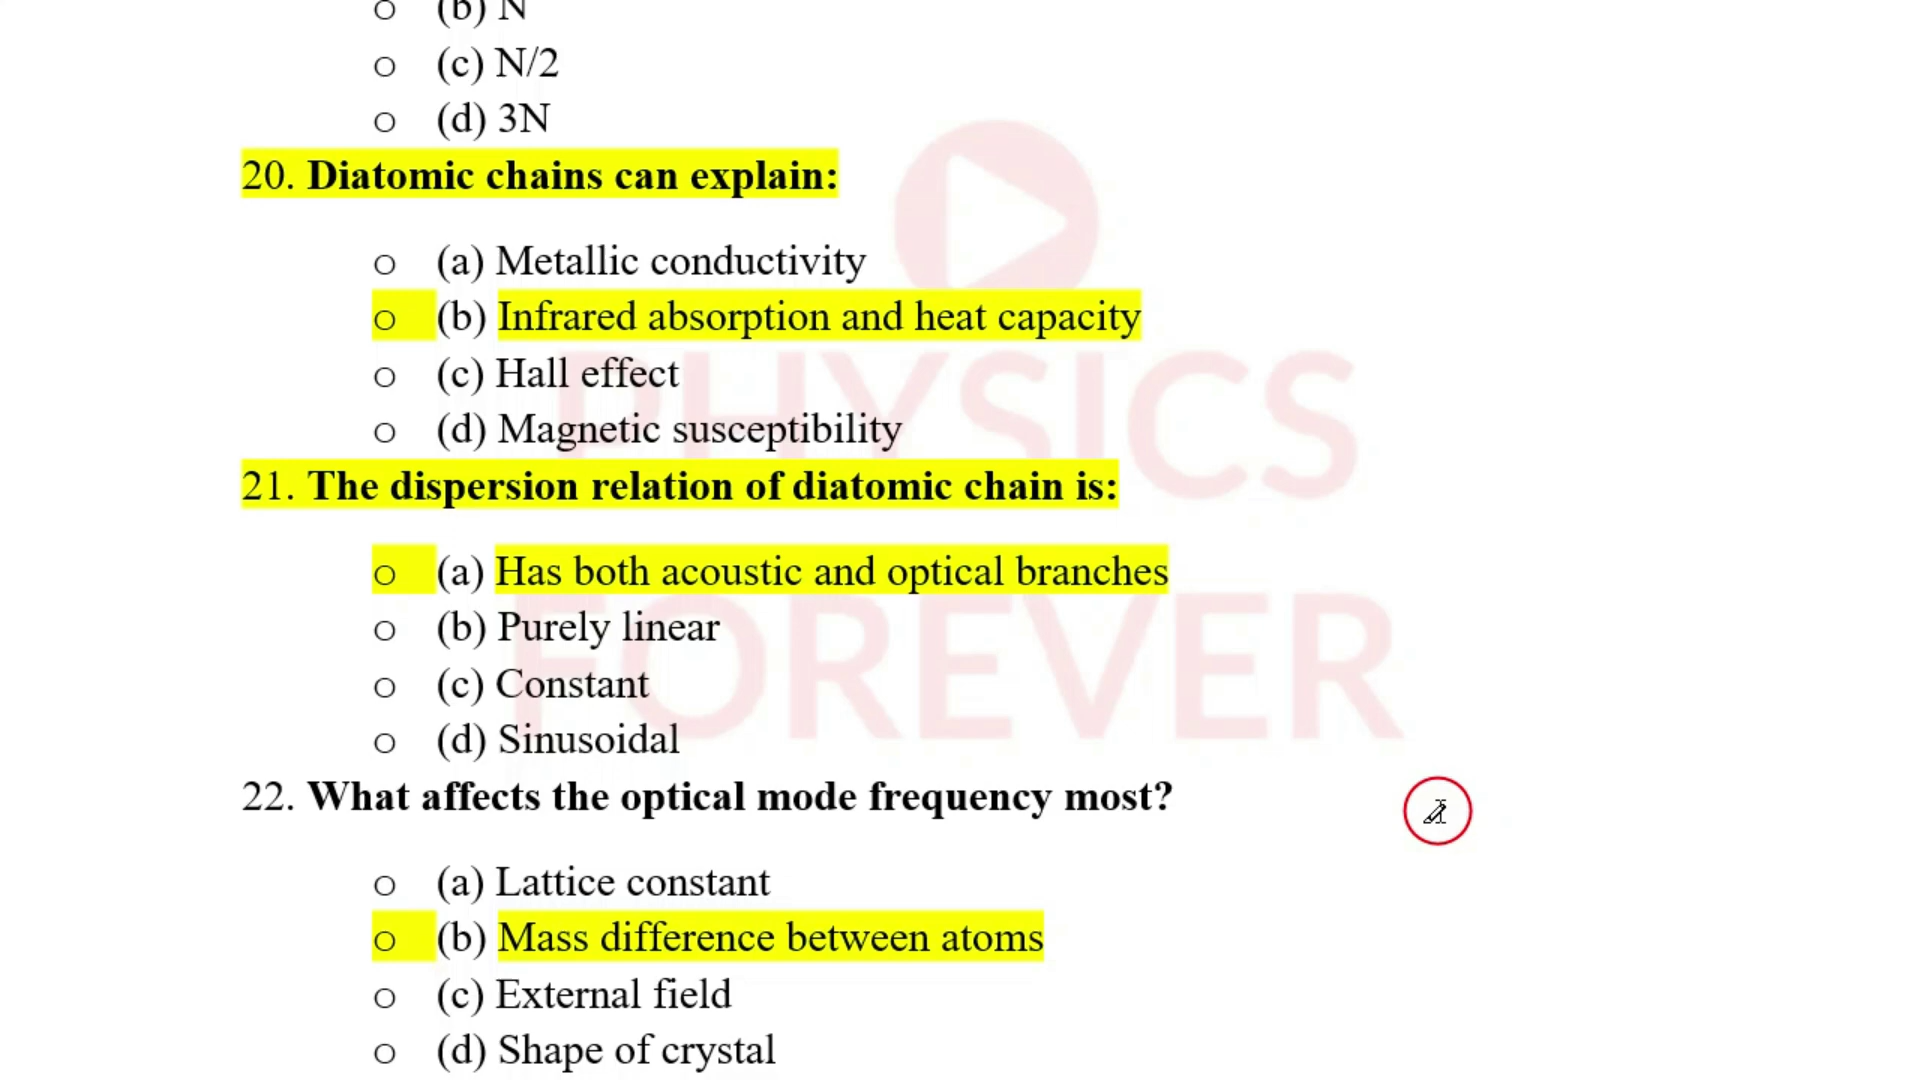 o (b) N
o (c) N/2
o (d) 3N
20. Diatomic chains can explain:
o (a) Metallic conductivity
o (b) Infrared absorption and heat capacity
o (c) Hall effect
o (d) Magnetic susceptibility
21. The dispersion relation of diatomic chain is:
o (a) Has both acoustic and optical branches
o (b) Purely linear
o (c) Constant
o (d) Sinusoidal
22. What affects the optical mode frequency most?
o (a) Lattice constant
o (b) Mass difference between atoms
o (c) External field
o (d) Shape of crystal
PHYSICS
FOREVER